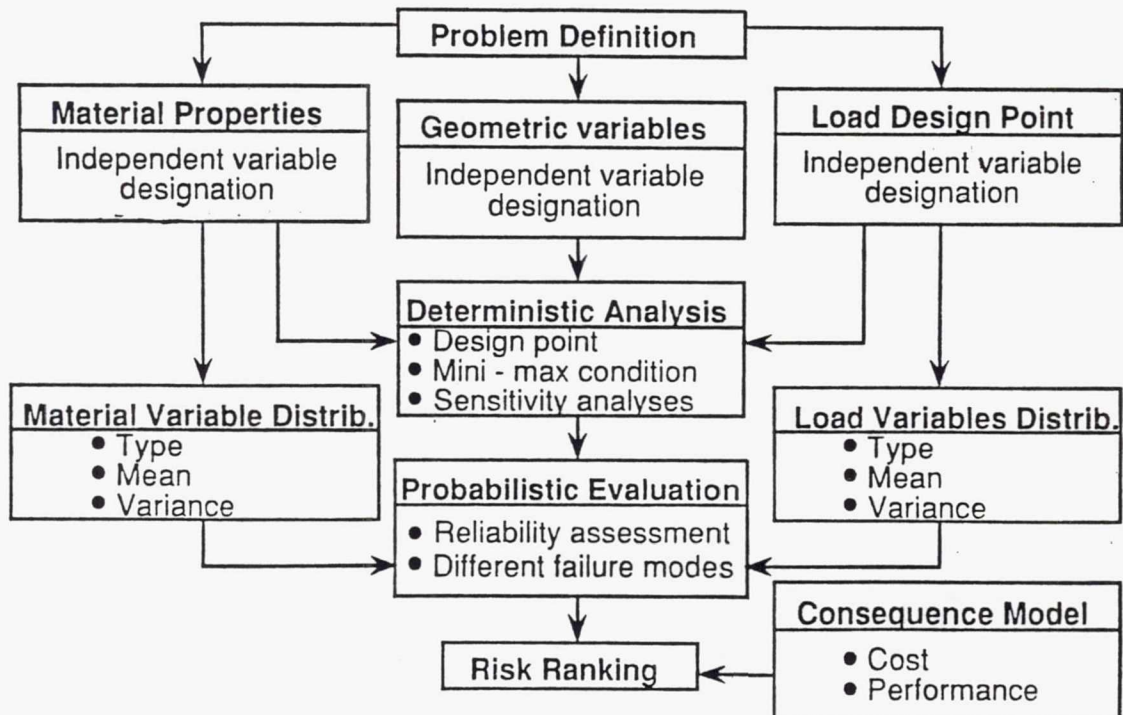 Problem Definition
Material Properties
Independent variable
designation
Geometric variables
Independent variable
designation
Load Design Point
Independent variable
designation
Deterministic Analysis
• Design point
• Mini - max condition
• Sensitivity analyses
Material Variable Distrib.
• Type
• Mean
• Variance
Load Variables Distrib.
• Type
• Mean
• Variance
Probabilistic Evaluation
• Reliability assessment
• Different failure modes
Consequence Model
• Cost
• Performance
Risk Ranking